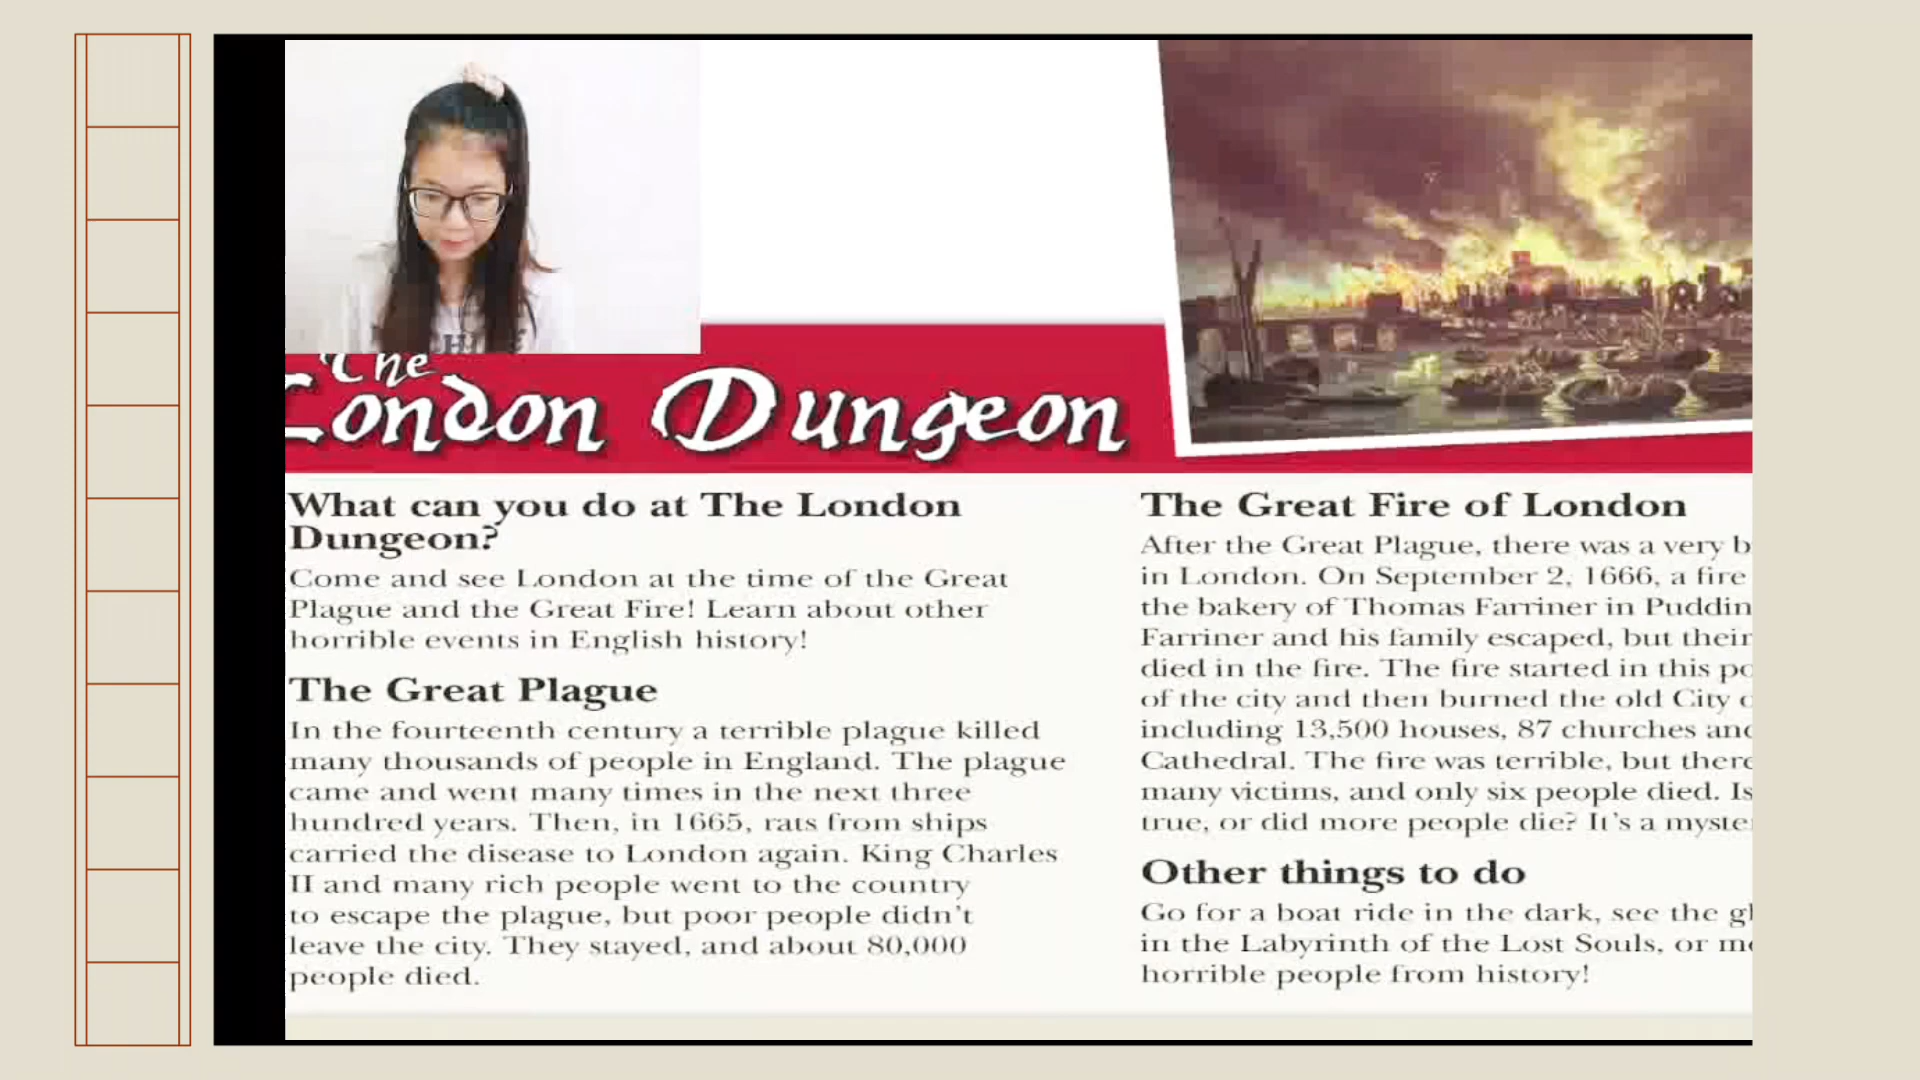 The
London Dungeon
What can you do at The London
Dungeon?
Come and see London at the time of the Great
Plague and the Great Fire! Learn about other
horrible events in English history!
The Great Plague
In the fourteenth century a terrible plague killed
many thousands of people in England. The plague
came and went many times in the next three
hundred years. Then, in 1665, rats from ships
carried the disease to London again. King Charles
II and many rich people went to the country
to escape the plague, but poor people didn't
leave the city. They stayed, and about 80,000
people died.
The Great Fire of London
After the Great Plague, there was a very
in London. On September 2, 1666, a fire
the bakery of Thomas Farriner in
Farriner and his family escaped, but their
died in the fire. The fire started in this
of the city and then burned the old City
including 13,500 houses, 87 churches
Cathedral. The fire was terrible, but
many victims, and only six people died.
true, or did more people die? It's a
Other things to do
Go for a boat ride in the dark, see the
in the Labyrinth of the Lost Souls, or
horrible people from history!